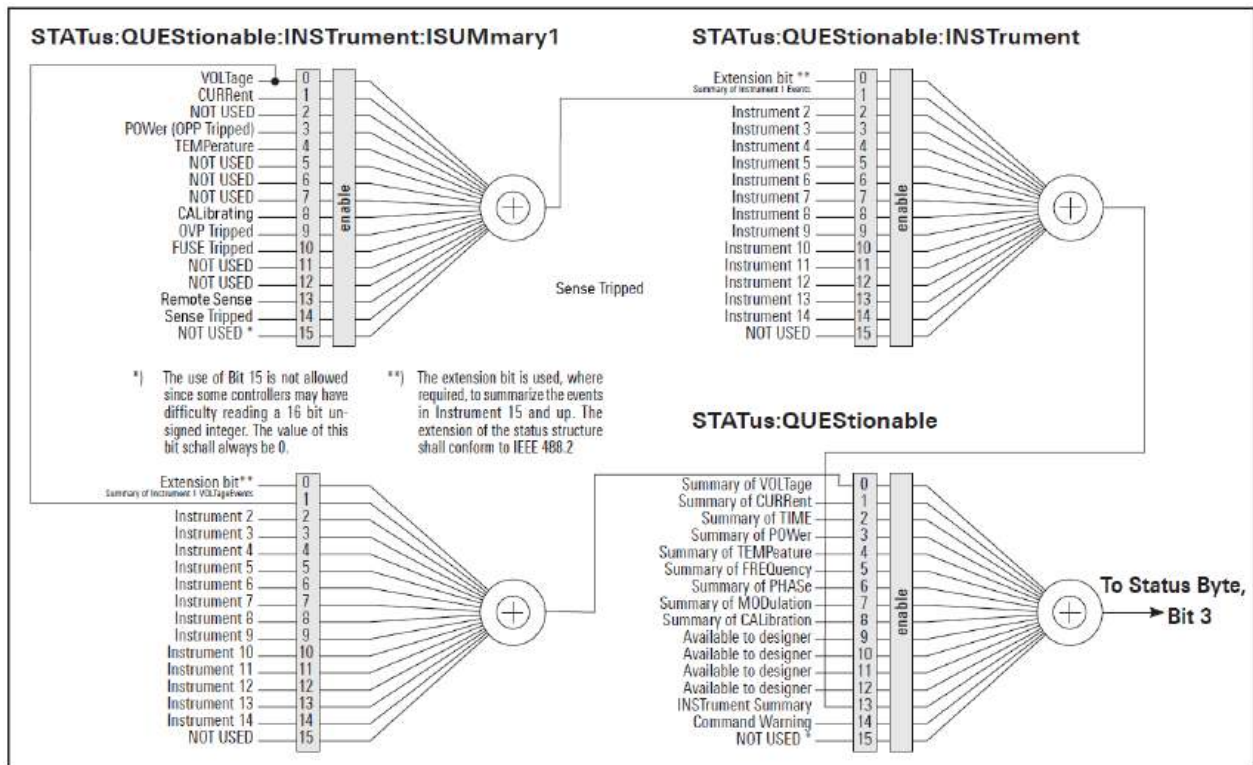 STATus:QUEStionable:INSTrument:ISUMmary1
VOLTage 0
CURRent 1
NOT USED 2
POWer (OPP Tripped) 3
TEMPerature 4
NOT USED 5
NOT USED 6
NOT USED 7
CALibrating 8
OVP Tripped 9
FUSE Tripped 10
NOT USED 11
NOT USED 12
Remote Sense 13
Sense Tripped 14
NOT USED * 15
enable
Sense Tripped
STATus:QUEStionable:INSTrument
Extension bit ** 0
Summary of Instrument 1 Events 1
Instrument 2 2
Instrument 3 3
Instrument 4 4
Instrument 5 5
Instrument 6 6
Instrument 7 7
Instrument 8 8
Instrument 9 9
Instrument 10 10
Instrument 11 11
Instrument 12 12
Instrument 13 13
Instrument 14 14
NOT USED 15
enable
*) The use of Bit 15 is not allowed
since some controllers may have
difficulty reading a 16 bit un-
signed integer. The value of this
bit schall always be 0.
**) The extension bit is used, where
required, to summarize the events
in Instrument 15 and up. The
extension of the status structure
shall conform to IEEE 488.2
Extension bit** 0
Summary of Instrument 1 VOLTageEvents 1
Instrument 2 2
Instrument 3 3
Instrument 4 4
Instrument 5 5
Instrument 6 6
Instrument 7 7
Instrument 8 8
Instrument 9 9
Instrument 10 10
Instrument 11 11
Instrument 12 12
Instrument 13 13
Instrument 14 14
NOT USED 15
STATus:QUEStionable
Summary of VOLTage 0
Summary of CURRent 1
Summary of TIME 2
Summary of POWer 3
Summary of TEMPeature 4
Summary of FREQuency 5
Summary of PHASe 6
Summary of MODulation 7
Summary of CALibration 8
Available to designer 9
Available to designer 10
Available to designer 11
Available to designer 12
INSTrument Summary 13
Command Warning 14
NOT USED * 15
enable
To Status Byte,
Bit 3